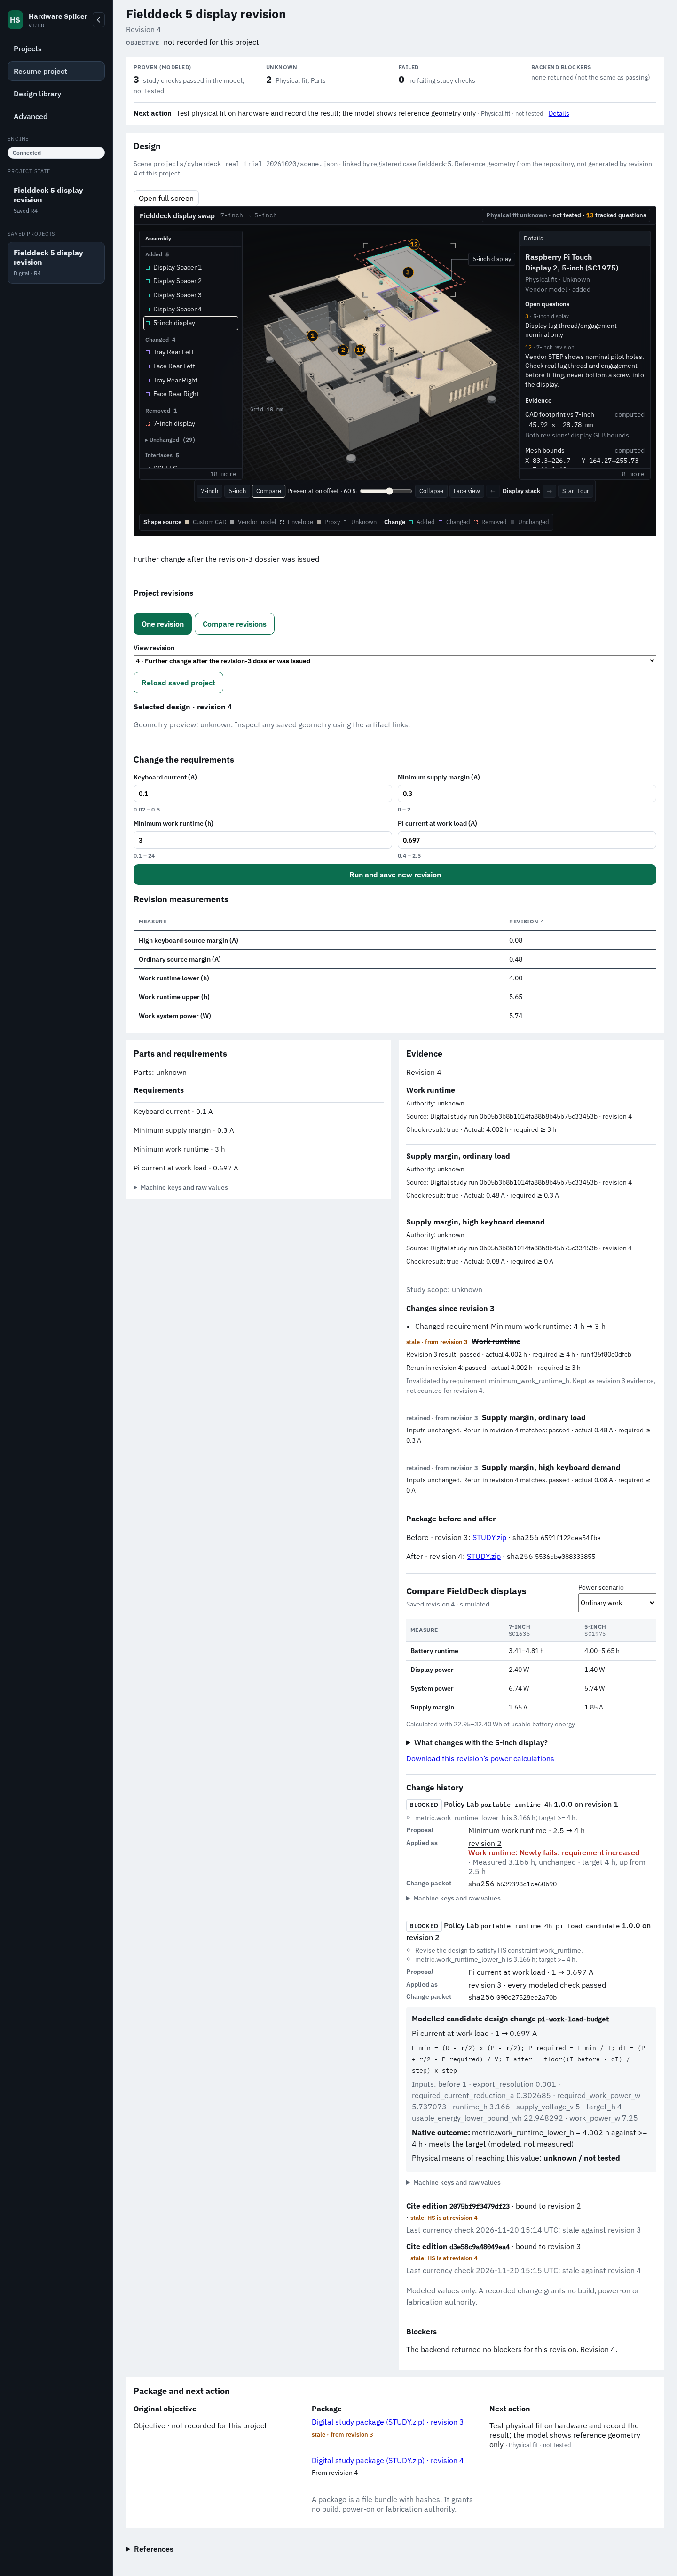 HS
Hardware Splicer
v1.1.0
Projects
Resume project
Design library
Advanced
ENGINE
Connected
PROJECT STATE
Fielddeck 5 display revision
Saved R4
SAVED PROJECTS
Fielddeck 5 display revision
Digital · R4
Fielddeck 5 display revision
Revision 4
OBJECTIVE not recorded for this project
PROVEN (MODELED)
3 study checks passed in the model, not tested
UNKNOWN
2 Physical fit, Parts
FAILED
0 no failing study checks
BACKEND BLOCKERS
none returned (not the same as passing)
Next action Test physical fit on hardware and record the result; the model shows reference geometry only · Physical fit · not tested Details
Design
Scene projects/cyberdeck-real-trial-20261020/scene.json · linked by registered case fielddeck-5. Reference geometry from the repository, not generated by revision 4 of this project.
Open full screen
Fielddeck display swap 7-inch → 5-inch
Physical fit unknown · not tested · 13 tracked questions
Assembly
Added 5
Display Spacer 1
Display Spacer 2
Display Spacer 3
Display Spacer 4
5-inch display
Changed 4
Tray Rear Left
Face Rear Left
Tray Rear Right
Face Rear Right
Removed 1
7-inch display
▸ Unchanged (29)
Interfaces 5
18 more
12
3
1
2
13
5-inch display
Grid 10 mm
Details
Raspberry Pi Touch Display 2, 5-inch (SC1975)
Physical fit · Unknown
Vendor model · added
Open questions
3 · 5-inch display
Display lug thread/engagement nominal only
12 · 7-inch revision
Vendor STEP shows nominal pilot holes. Check real lug thread and engagement before fitting; never bottom a screw into the display.
Evidence
CAD footprint vs 7-inch computed
−45.92 × −28.78 mm
Both revisions' display GLB bounds
Mesh bounds computed
X 83.3–226.7 · Y 164.27–255.73
8 more
7-inch
5-inch
Compare
Presentation offset · 60%
Collapse
Face view
←
Display stack
→
Start tour
Shape source Custom CAD Vendor model Envelope Proxy Unknown Change Added Changed Removed Unchanged
Further change after the revision-3 dossier was issued
Project revisions
One revision
Compare revisions
View revision
4 · Further change after the revision-3 dossier was issued
Reload saved project
Selected design · revision 4
Geometry preview: unknown. Inspect any saved geometry using the artifact links.
Change the requirements
Keyboard current (A)
0.1
0.02 – 0.5
Minimum supply margin (A)
0.3
0 – 2
Minimum work runtime (h)
3
0.1 – 24
Pi current at work load (A)
0.697
0.4 – 2.5
Run and save new revision
Revision measurements
MEASURE REVISION 4
High keyboard source margin (A) 0.08
Ordinary source margin (A) 0.48
Work runtime lower (h) 4.00
Work runtime upper (h) 5.65
Work system power (W) 5.74
Parts and requirements
Parts: unknown
Requirements
Keyboard current · 0.1 A
Minimum supply margin · 0.3 A
Minimum work runtime · 3 h
Pi current at work load · 0.697 A
▸ Machine keys and raw values
Evidence
Revision 4
Work runtime
Authority: unknown
Source: Digital study run 0b05b3b8b1014fa88b8b45b75c33453b · revision 4
Check result: true · Actual: 4.002 h · required ≥ 3 h
Supply margin, ordinary load
Authority: unknown
Source: Digital study run 0b05b3b8b1014fa88b8b45b75c33453b · revision 4
Check result: true · Actual: 0.48 A · required ≥ 0.3 A
Supply margin, high keyboard demand
Authority: unknown
Source: Digital study run 0b05b3b8b1014fa88b8b45b75c33453b · revision 4
Check result: true · Actual: 0.08 A · required ≥ 0 A
Study scope: unknown
Changes since revision 3
• Changed requirement Minimum work runtime: 4 h → 3 h
stale · from revision 3 Work runtime
Revision 3 result: passed · actual 4.002 h · required ≥ 4 h · run f35f80c0dfcb
Rerun in revision 4: passed · actual 4.002 h · required ≥ 3 h
Invalidated by requirement:minimum_work_runtime_h. Kept as revision 3 evidence, not counted for revision 4.
retained · from revision 3 Supply margin, ordinary load
Inputs unchanged. Rerun in revision 4 matches: passed · actual 0.48 A · required ≥ 0.3 A
retained · from revision 3 Supply margin, high keyboard demand
Inputs unchanged. Rerun in revision 4 matches: passed · actual 0.08 A · required ≥ 0 A
Package before and after
Before · revision 3: STUDY.zip · sha256 6591f122cea54fba
After · revision 4: STUDY.zip · sha256 5536cbe088333855
Compare FieldDeck displays
Saved revision 4 · simulated
Power scenario
Ordinary work
MEASURE 7-INCH SC1635 5-INCH SC1975
Battery runtime 3.41–4.81 h 4.00–5.65 h
Display power 2.40 W 1.40 W
System power 6.74 W 5.74 W
Supply margin 1.65 A 1.85 A
Calculated with 22.95–32.40 Wh of usable battery energy
▸ What changes with the 5-inch display?
Download this revision's power calculations
Change history
BLOCKED Policy Lab portable-runtime-4h 1.0.0 on revision 1
metric.work_runtime_lower_h is 3.166 h; target >= 4 h.
Proposal Minimum work runtime · 2.5 → 4 h
Applied as revision 2
Work runtime: Newly fails: requirement increased
· Measured 3.166 h, unchanged · target 4 h, up from 2.5 h
Change packet sha256 b639398c1ce60b90
▸ Machine keys and raw values
BLOCKED Policy Lab portable-runtime-4h-pi-load-candidate 1.0.0 on revision 2
Revise the design to satisfy HS constraint work_runtime.
metric.work_runtime_lower_h is 3.166 h; target >= 4 h.
Proposal Pi current at work load · 1 → 0.697 A
Applied as revision 3 · every modeled check passed
Change packet sha256 090c27528ee2a70b
Modelled candidate design change pi-work-load-budget
Pi current at work load · 1 → 0.697 A
E_min = (R - r/2) x (P - r/2); P_required = E_min / T; dI = (P + r/2 - P_required) / V; I_after = floor((I_before - dI) / step) x step
Inputs: before 1 · export_resolution 0.001 · required_current_reduction_a 0.302685 · required_work_power_w 5.737073 · runtime_h 3.166 · supply_voltage_v 5 · target_h 4 · usable_energy_lower_bound_wh 22.948292 · work_power_w 7.25
Native outcome: metric.work_runtime_lower_h = 4.002 h against >= 4 h · meets the target (modeled, not measured)
Physical means of reaching this value: unknown / not tested
▸ Machine keys and raw values
Cite edition 2075bf9f3479df23 · bound to revision 2
· stale: HS is at revision 4
Last currency check 2026-11-20 15:14 UTC: stale against revision 3
Cite edition d3e58c9a48049ea4 · bound to revision 3
· stale: HS is at revision 4
Last currency check 2026-11-20 15:15 UTC: stale against revision 4
Modeled values only. A recorded change grants no build, power-on or fabrication authority.
Blockers
The backend returned no blockers for this revision. Revision 4.
Package and next action
Original objective
Objective · not recorded for this project
Package
Digital study package (STUDY.zip) · revision 3
stale · from revision 3
Digital study package (STUDY.zip) · revision 4
From revision 4
A package is a file bundle with hashes. It grants no build, power-on or fabrication authority.
Next action
Test physical fit on hardware and record the result; the model shows reference geometry only · Physical fit · not tested
▸ References